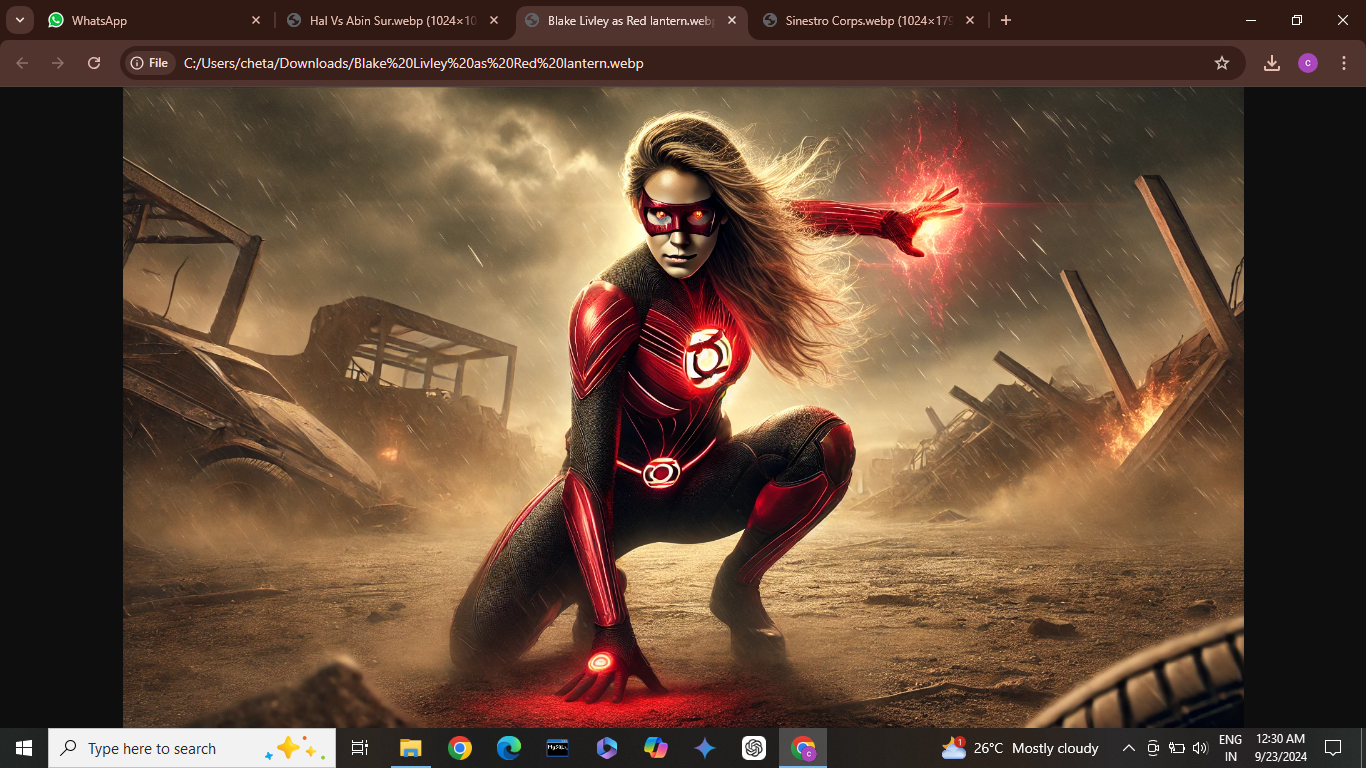 WhatsApp
Hal Vs Abin Sur.webp (1024×10
Blake Livley as Red lantern.webp
Sinestro Corps.webp (1024×179
File
C:/Users/cheta/Downloads/Blake%20Livley%20as%20Red%20lantern.webp
c
Type here to search
MySQL
c
1
26°C Mostly cloudy
ENG
IN
12:30 AM
9/23/2024